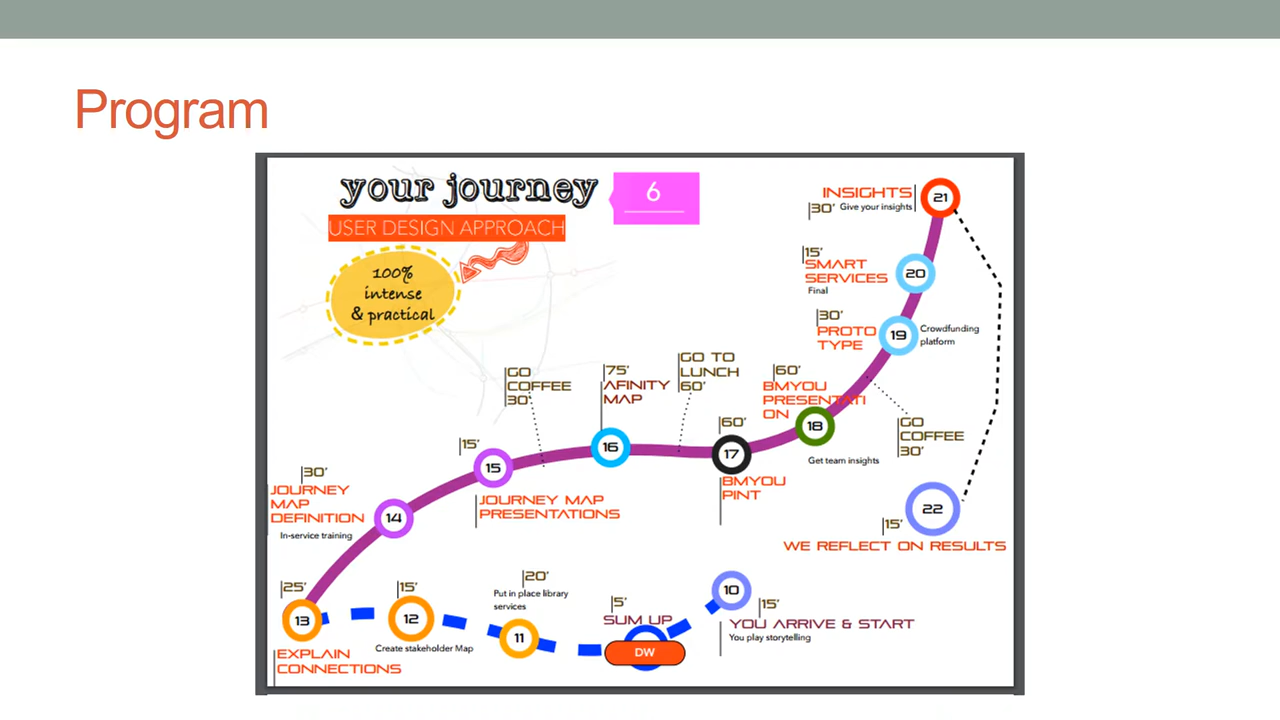 Program
your journey
6
USER DESIGN APPROACH
100%
intense
& practical
INSIGHTS
30' Give your insights
21
15'
SMART
SERVICES
Final
20
30'
PROTO
TYPE
19
Crowdfunding
platform
GO
COFFEE
30'
75'
AFINITY
MAP
GO TO
LUNCH
60'
60'
BMYOU
PRESENTATI
ON
18
Get team insights
GO
COFFEE
30'
60'
17
BMYOU
PINT
16
15'
15
JOURNEY MAP
PRESENTATIONS
30'
JOURNEY
MAP
DEFINITION
In-service training
14
22
15'
WE REFLECT ON RESULTS
25'
13
EXPLAIN
CONNECTIONS
15'
12
Create stakeholder Map
20'
Put in place library
services
11
5'
SUM UP
DW
10
15'
YOU ARRIVE & START
You play storytelling